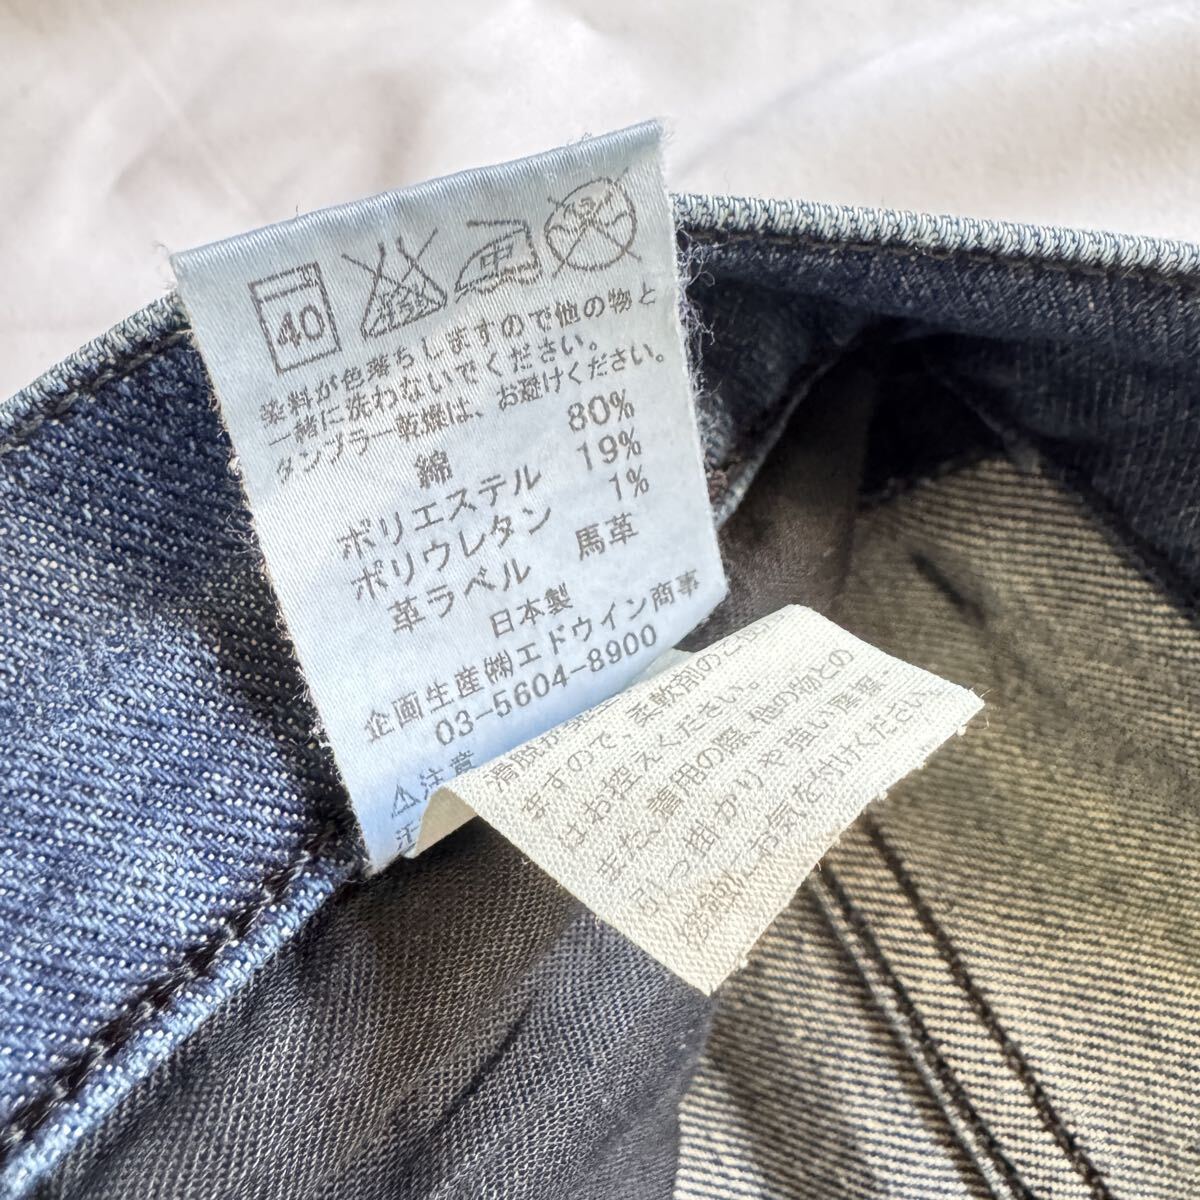 40
中
染料が色落ちしますので他の物と
一緒に洗わないでください。
タンブラー乾燥は、お避けください。
綿 80%
ポリエステル 19%
ポリウレタン 1%
革ラベル 馬革
日本製
企画生産㈱エドウイン商事
03-5604-8900
⚠注意
ますので、柔軟剤のご使
はお控えください。
また、着用の際、他の物との
引っ掛かりや強い摩擦、
にお気をつけください。